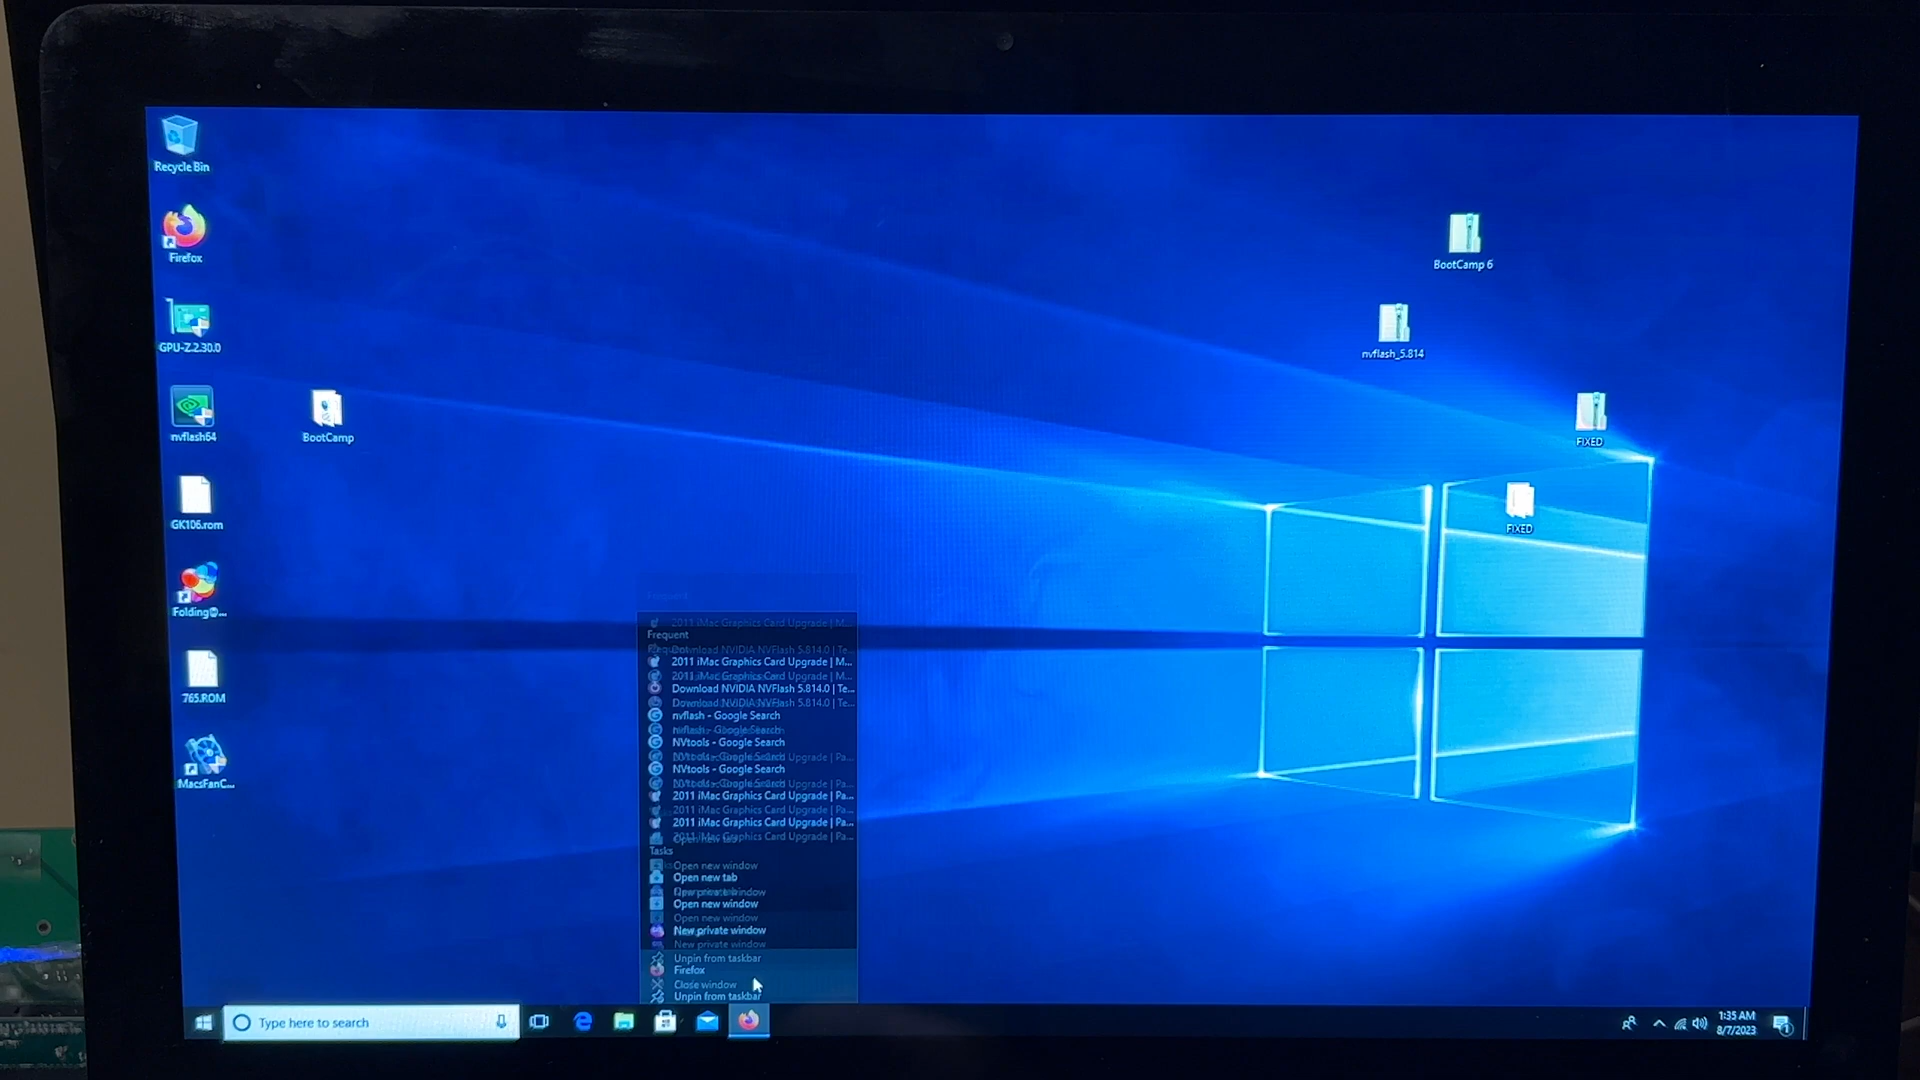 Recycle Bin
Firefox
GPU-Z.2.30.0
nvflash64
BootCamp
GK106.rom
Folding@...
765.ROM
MacsFanC...
BootCamp 6
nvflash_5.814
FIXED
FIXED
Frequent
2011 iMac Graphics Card Upgrade | M...
Frequent
Download NVIDIA NVFlash 5.814.0 | Te...
2011 iMac Graphics Card Upgrade | M...
2011 iMac Graphics Card Upgrade | M...
Download NVIDIA NVFlash 5.814.0 | Te...
Download NVIDIA NVFlash 5.814.0 | Te...
nvflash - Google Search
nvflash - Google Search
NVtools - Google Search
NVtools - Google Search
2011 iMac Graphics Card Upgrade | Pa...
2011 iMac Graphics Card Upgrade | Pa...
2011 iMac Graphics Card Upgrade | Pa...
2011 iMac Graphics Card Upgrade | Pa...
Open new tab
Tasks
Open new window
Open new tab
New private window
Open new window
Open new window
New private window
New private window
Unpin from taskbar
Firefox
Close window
Unpin from taskbar
Type here to search
1:35 AM
8/7/2023
1